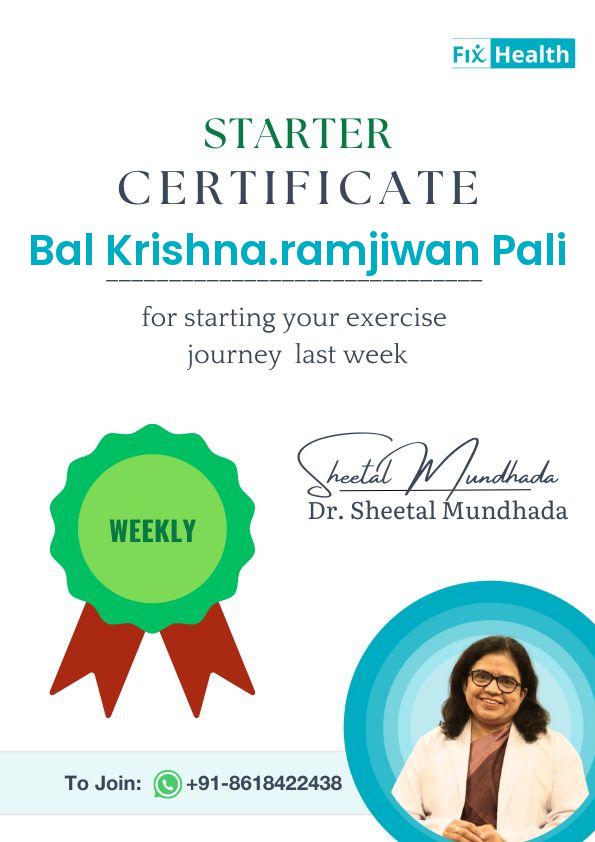 Fix Health
STARTER
CERTIFICATE
Bal Krishna.ramjiwan Pali
for starting your exercise
journey last week
WEEKLY
Sheetal Mundhada
Dr. Sheetal Mundhada
To Join: +91-8618422438